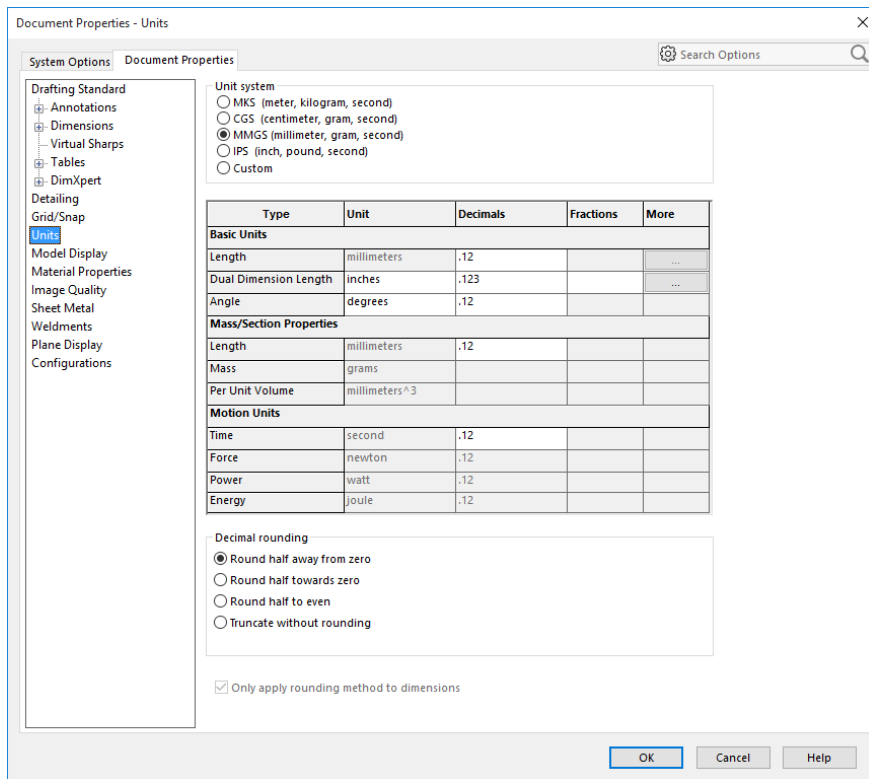 Document Properties - Units
System Options
Document Properties
Search Options
Drafting Standard
Annotations
Dimensions
Virtual Sharps
Tables
DimXpert
Detailing
Grid/Snap
Units
Model Display
Material Properties
Image Quality
Sheet Metal
Weldments
Plane Display
Configurations
Unit system
MKS (meter, kilogram, second)
CGS (centimeter, gram, second)
MMGS (millimeter, gram, second)
IPS (inch, pound, second)
Custom
Type Unit Decimals Fractions More
Basic Units
Length millimeters .12 ...
Dual Dimension Length inches .123 ...
Angle degrees .12
Mass/Section Properties
Length millimeters .12
Mass grams
Per Unit Volume millimeters^3
Motion Units
Time second .12
Force newton .12
Power watt .12
Energy joule .12
Decimal rounding
Round half away from zero
Round half towards zero
Round half to even
Truncate without rounding
Only apply rounding method to dimensions
OK Cancel Help